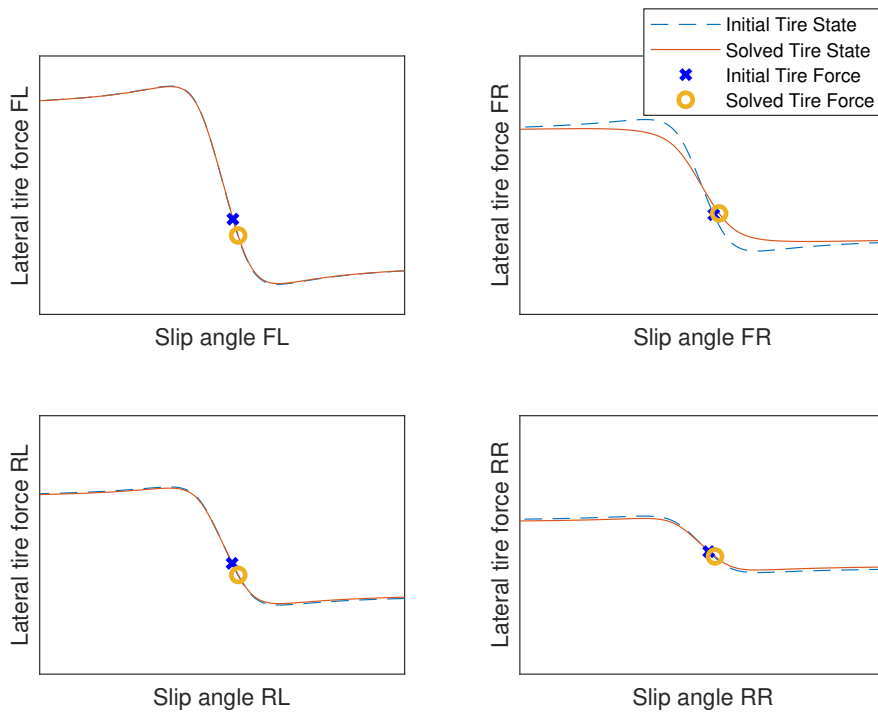 Initial Tire State
Solved Tire State
Initial Tire Force
Solved Tire Force
Lateral tire force FL
Slip angle FL
Lateral tire force FR
Slip angle FR
Lateral tire force RL
Slip angle RL
Lateral tire force RR
Slip angle RR